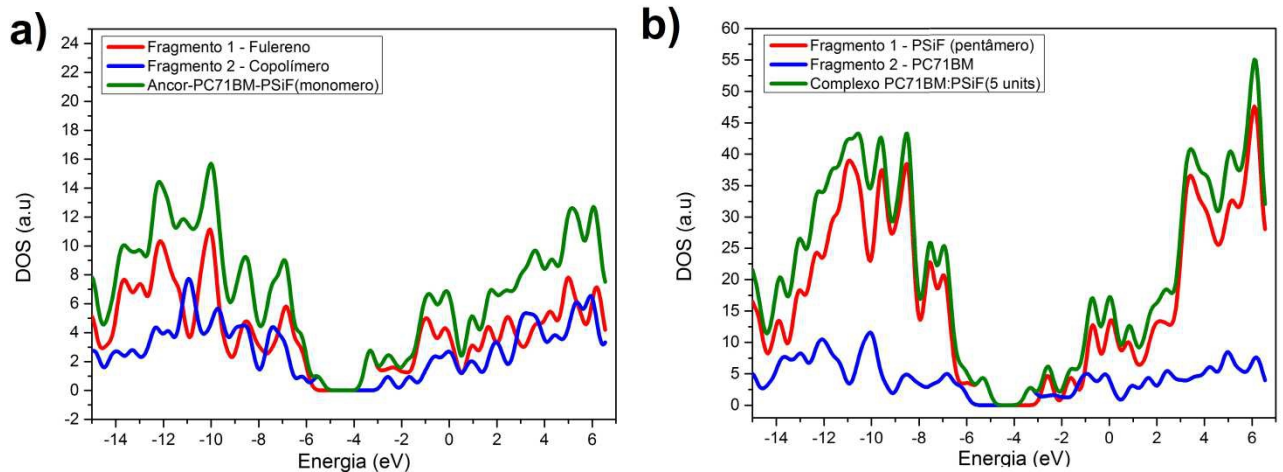 a)
Fragmento 1 - Fulereno
Fragmento 2 - Copolímero
Ancor-PC71BM-PSiF(monomero)
DOS (a.u)
24
22
20
18
16
14
12
10
8
6
4
2
0
-2
-14 -12 -10 -8 -6 -4 -2 0 2 4 6
Energia (eV)
b)
Fragmento 1 - PSiF (pentâmero)
Fragmento 2 - PC71BM
Complexo PC71BM:PSiF(5 units)
DOS (a.u)
60
55
50
45
40
35
30
25
20
15
10
5
0
-14 -12 -10 -8 -6 -4 -2 0 2 4 6
Energia (eV)